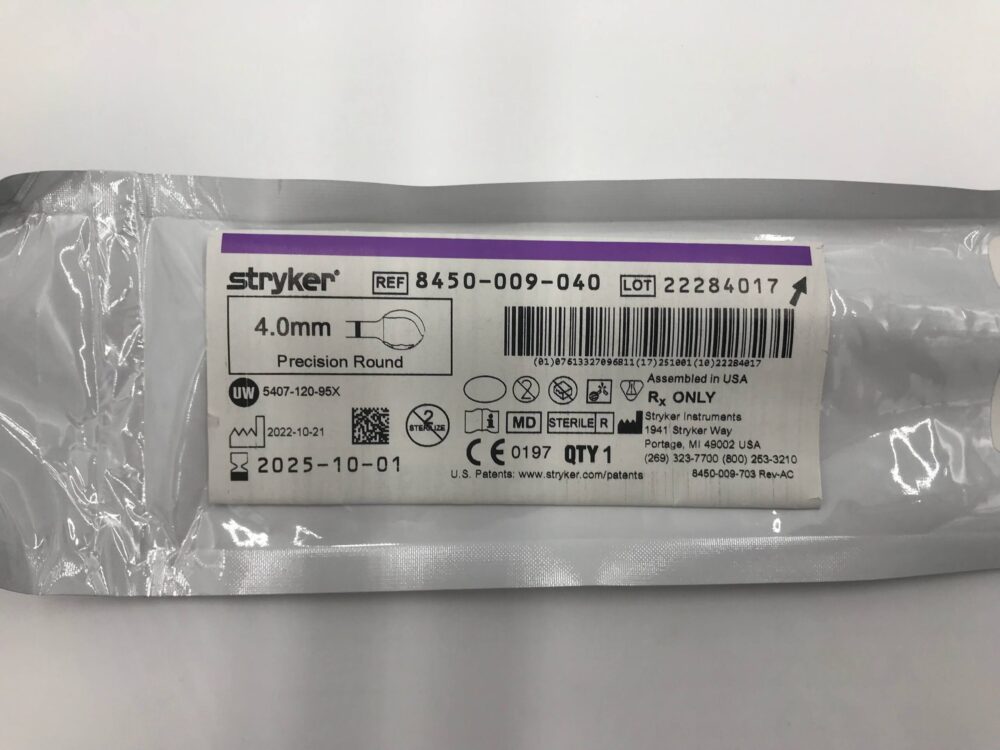 stryker® REF 8450-009-040 LOT 22284017
4.0mm
Precision Round
(01)07613327096811(17)251001(10)22284017
UW 5407-120-95X
2 Assembled in USA
Rx ONLY
2022-10-21
2 STERILIZE
i MD STERILE R Stryker Instruments
1941 Stryker Way
Portage, MI 49002 USA
(269) 323-7700 (800) 253-3210
2025-10-01
CE 0197 QTY 1
U.S. Patents: www.stryker.com/patents
8450-009-703 Rev-AC